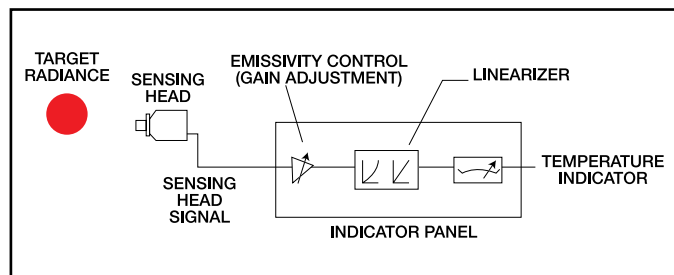 TARGET
RADIANCE
SENSING
HEAD
EMISSIVITY CONTROL
(GAIN ADJUSTMENT)
LINEARIZER
SENSING
HEAD
SIGNAL
TEMPERATURE
INDICATOR
INDICATOR PANEL